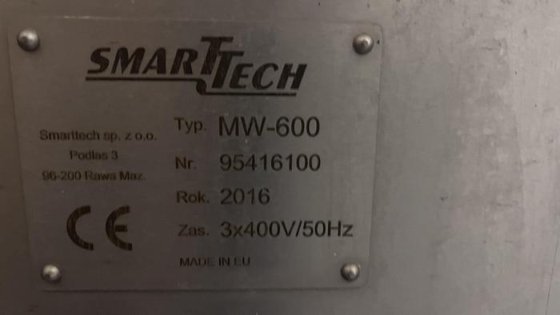 SMARTTECH
Smarttech sp. z o.o.
Podlas 3
96-200 Rawa Maz.
Typ. MW-600
Nr. 95416100
Rok. 2016
Zas. 3x400V/50Hz
CE
MADE IN EU